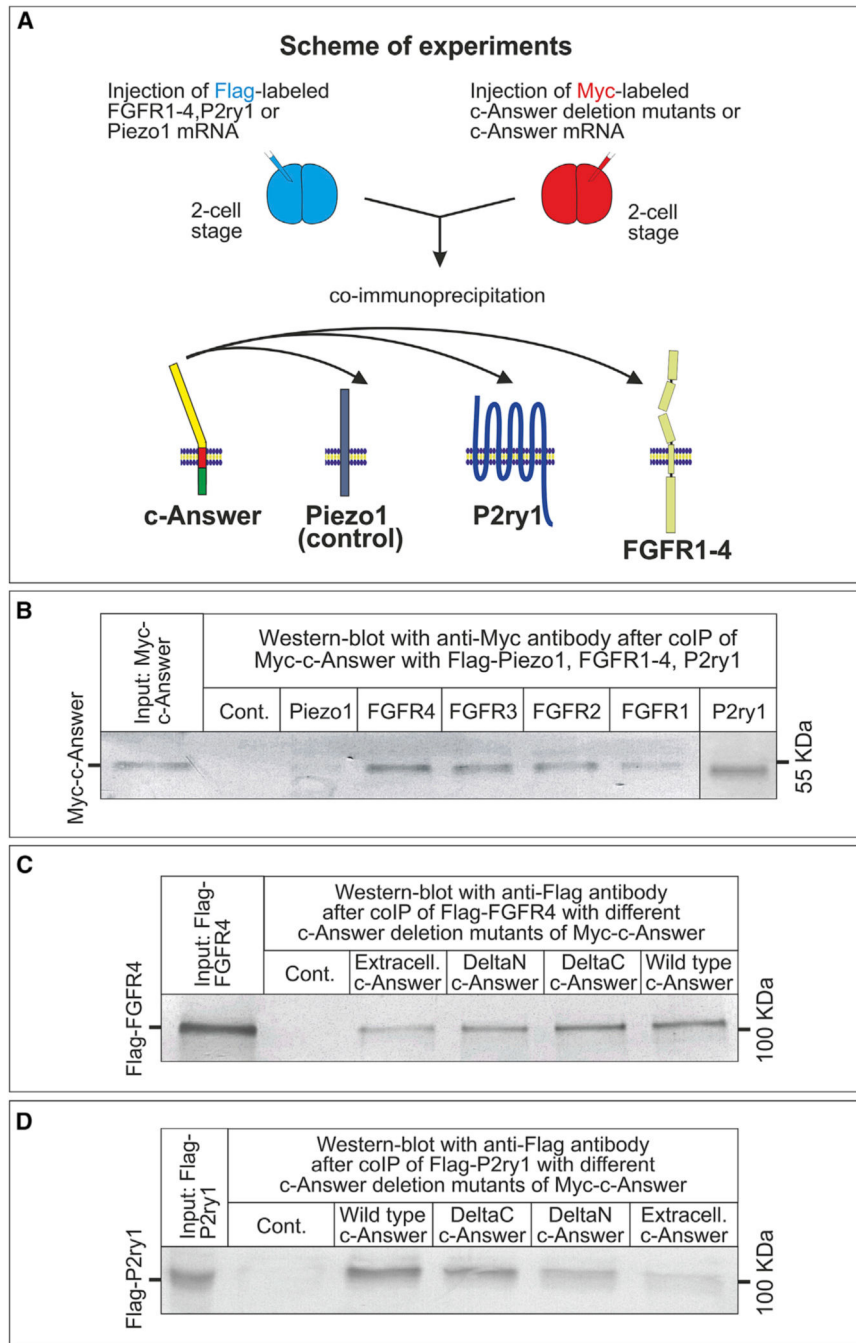 A
Scheme of experiments
Injection of Flag-labeled
FGFR1-4,P2ry1 or
Piezo1 mRNA
Injection of Myc-labeled
c-Answer deletion mutants or
c-Answer mRNA
2-cell
stage
2-cell
stage
co-immunoprecipitation
c-Answer
Piezo1
(control)
P2ry1
FGFR1-4
B
Input: Myc-
c-Answer
Western-blot with anti-Myc antibody after coIP of
Myc-c-Answer with Flag-Piezo1, FGFR1-4, P2ry1
Cont. Piezo1 FGFR4 FGFR3 FGFR2 FGFR1 P2ry1
Myc-c-Answer
55 KDa
C
Input: Flag-
FGFR4
Western-blot with anti-Flag antibody
after coIP of Flag-FGFR4 with different
c-Answer deletion mutants of Myc-c-Answer
Cont. Extracell. DeltaN DeltaC Wild type
c-Answer c-Answer c-Answer c-Answer
Flag-FGFR4
100 KDa
D
Input: Flag-
P2ry1
Western-blot with anti-Flag antibody
after coIP of Flag-P2ry1 with different
c-Answer deletion mutants of Myc-c-Answer
Cont. Wild type DeltaC DeltaN Extracell.
c-Answer c-Answer c-Answer c-Answer
Flag-P2ry1
100 KDa